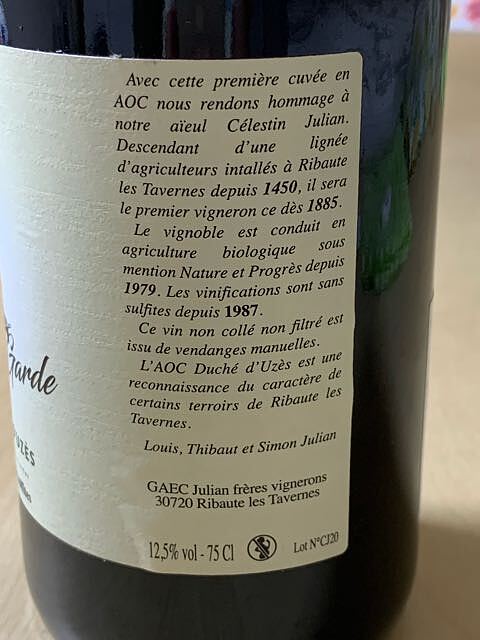 Avec cette première cuvée en
AOC nous rendons hommage à
notre aïeul Célestin Julian.
Descendant d'une lignée
d'agriculteurs intallés à Ribaute
les Tavernes depuis 1450, il sera
le premier vigneron ce dès 1885.
Le vignoble est conduit en
agriculture biologique sous
mention Nature et Progrès depuis
1979. Les vinifications sont sans
sulfites depuis 1987.
Ce vin non collé non filtré est
issu de vendanges manuelles.
L'AOC Duché d'Uzès est une
reconnaissance du caractère de
certains terroirs de Ribaute les
Tavernes.
Louis, Thibaut et Simon Julian
GAEC Julian frères vignerons
30720 Ribaute les Tavernes
12,5% vol - 75 Cl Lot N°CJ20
Garde
UZÈS